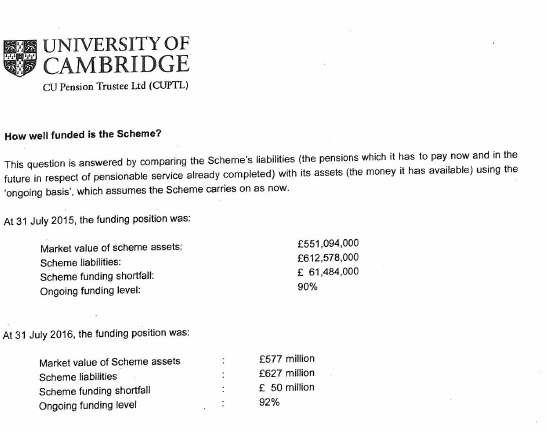 UNIVERSITY OF
CAMBRIDGE
CU Pension Trustee Ltd (CUPTL)
How well funded is the Scheme?
This question is answered by comparing the Scheme's liabilities (the pensions which it has to pay now and in the
future in respect of pensionable service already completed) with its assets (the money it has available) using the
'ongoing basis', which assumes the Scheme carries on as now.
At 31 July 2015, the funding position was:
Market value of scheme assets: £551,094,000
Scheme liabilities: £612,578,000
Scheme funding shortfall: £ 61,484,000
Ongoing funding level: 90%
At 31 July 2016, the funding position was:
Market value of Scheme assets : £577 million
Scheme liabilities : £627 million
Scheme funding shortfall : £ 50 million
Ongoing funding level : 92%